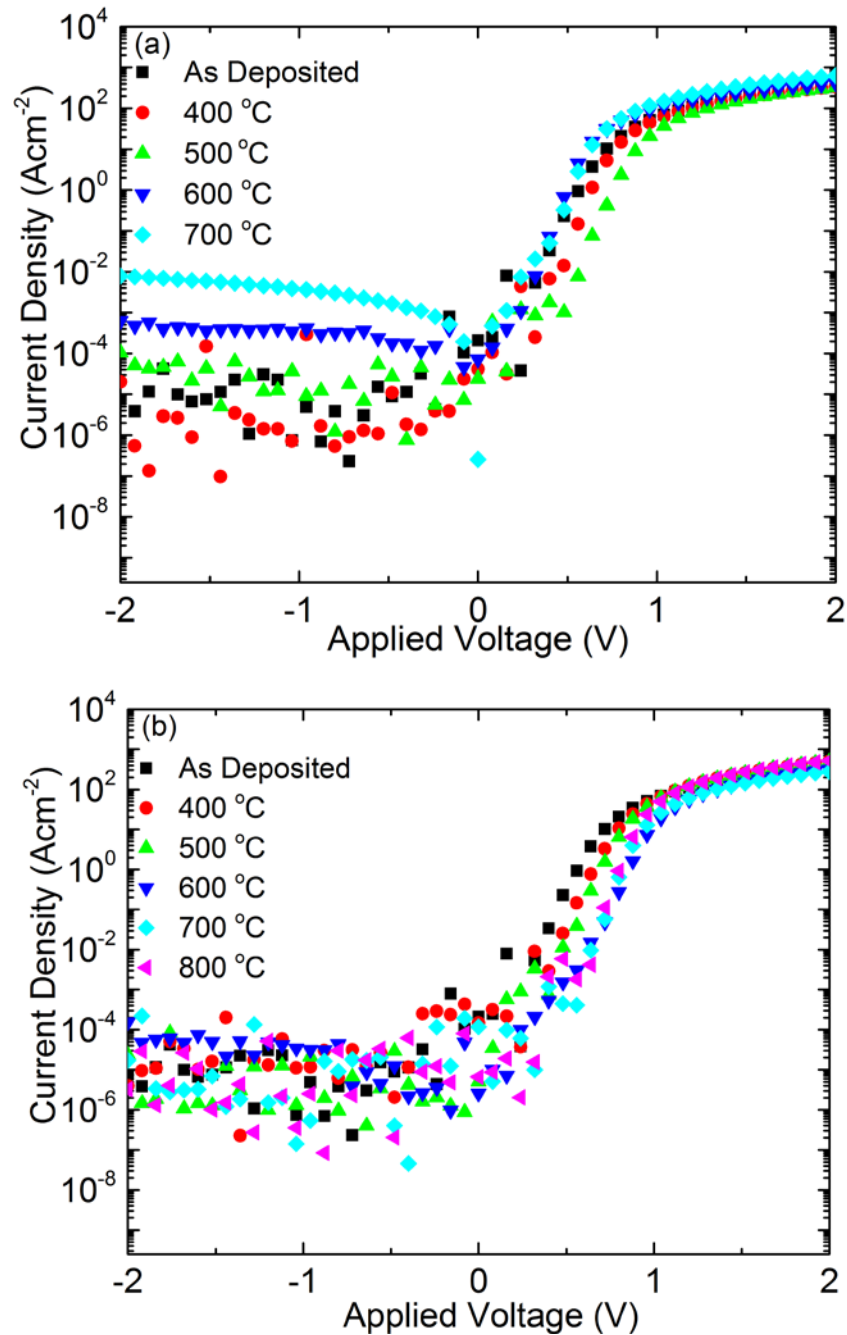 (a)
As Deposited
400 °C
500 °C
600 °C
700 °C
Current Density (Acm⁻²)
10⁴
10²
10⁰
10⁻²
10⁻⁴
10⁻⁶
10⁻⁸
-2 -1 0 1 2
Applied Voltage (V)
(b)
As Deposited
400 °C
500 °C
600 °C
700 °C
800 °C
Current Density (Acm⁻²)
10⁴
10²
10⁰
10⁻²
10⁻⁴
10⁻⁶
10⁻⁸
-2 -1 0 1 2
Applied Voltage (V)